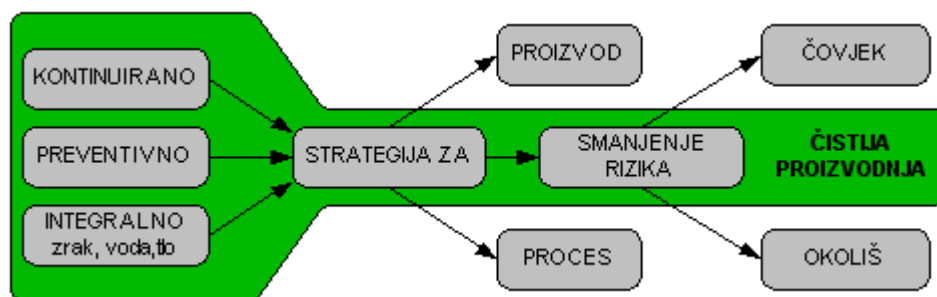 KONTINUIRANO
PREVENTIVNO
INTEGRALNO
zrak, voda,tlo
STRATEGIJA ZA
PROIZVOD
PROCES
SMANJENJE
RIZIKA
ČOVJEK
OKOLIŠ
ČISTIJA
PROIZVODNJA